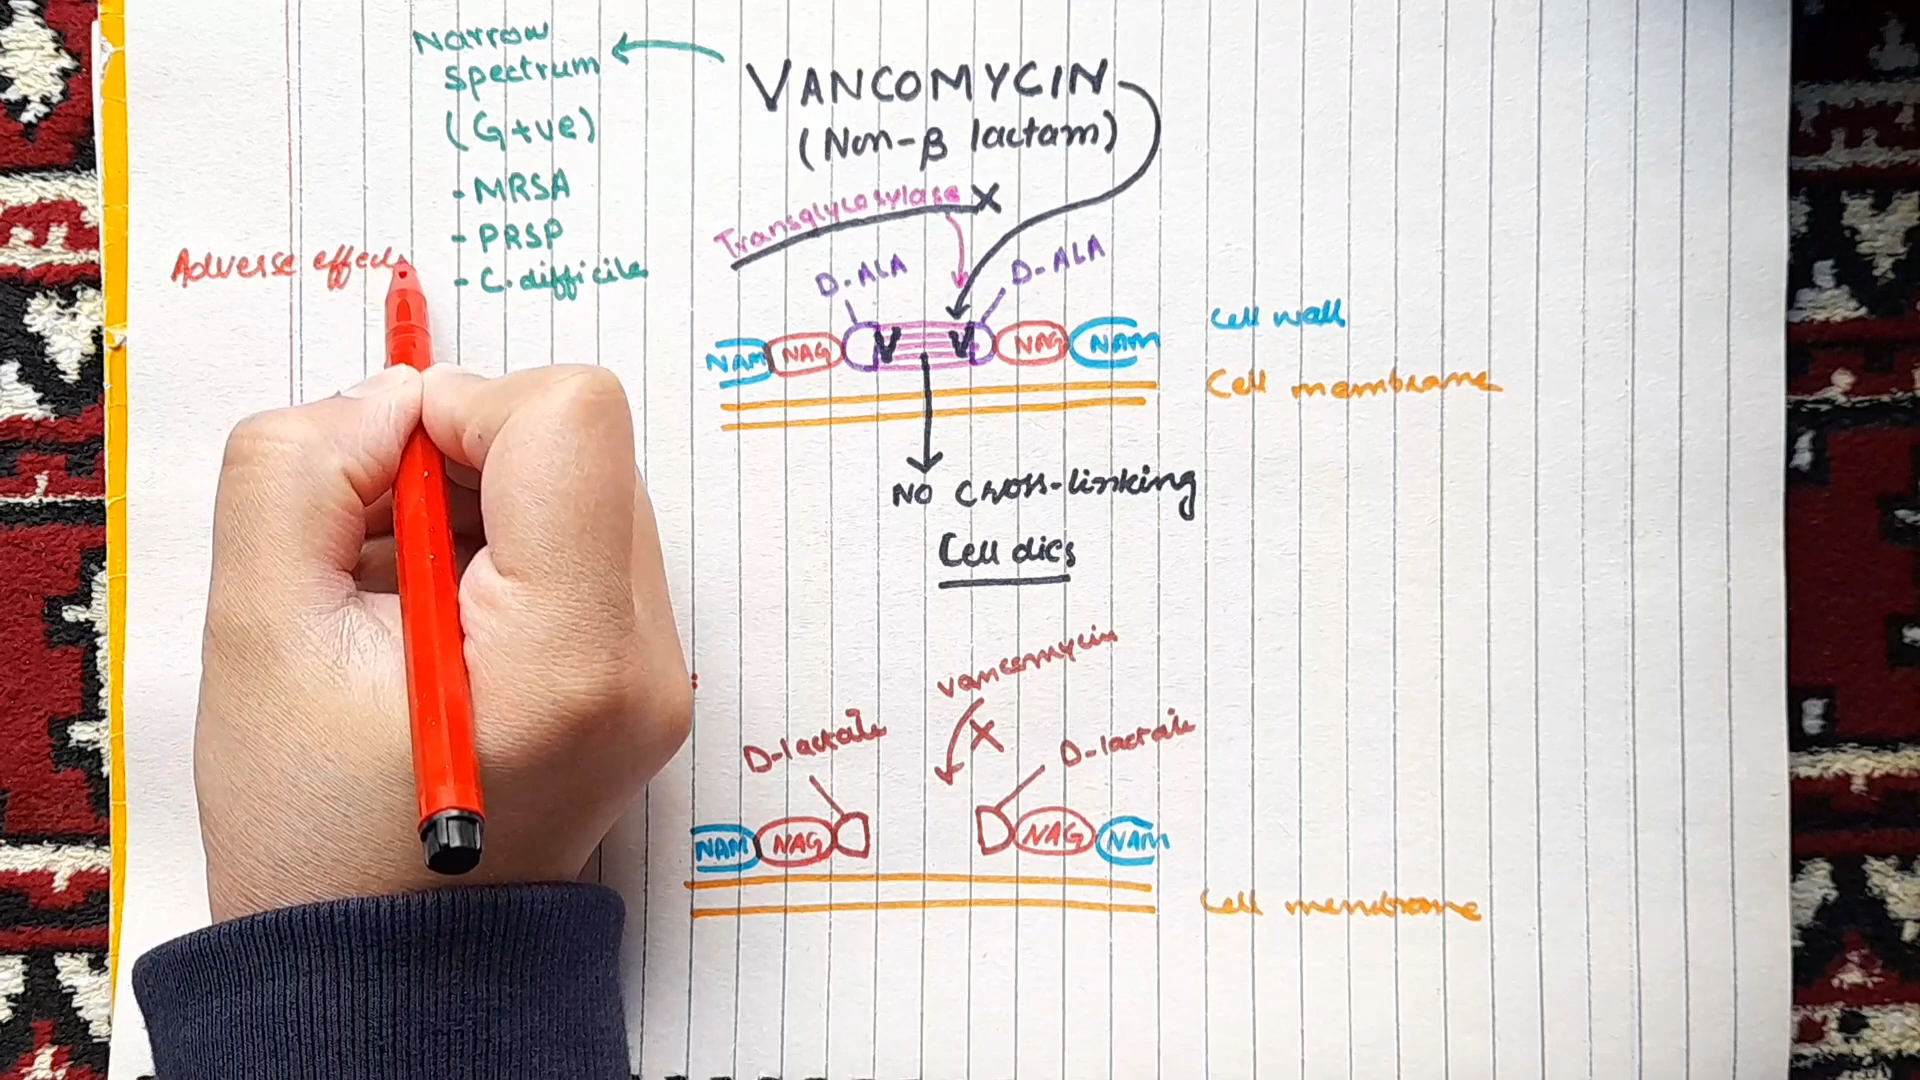 Narrow
spectrum
(G+ve)
- MRSA
- PRSP
- C. difficile
VANCOMYCIN
(Non-β lactam)
Transglycosylase X
D-ALA
D-ALA
Adverse effects
NAM NAG V V NAG NAM
Cell wall
Cell membrane
NO Cross-linking
Cell dies
vancomycin
X
D-lactate
D-lactate
NAM NAG NAG NAM
Cell membrane